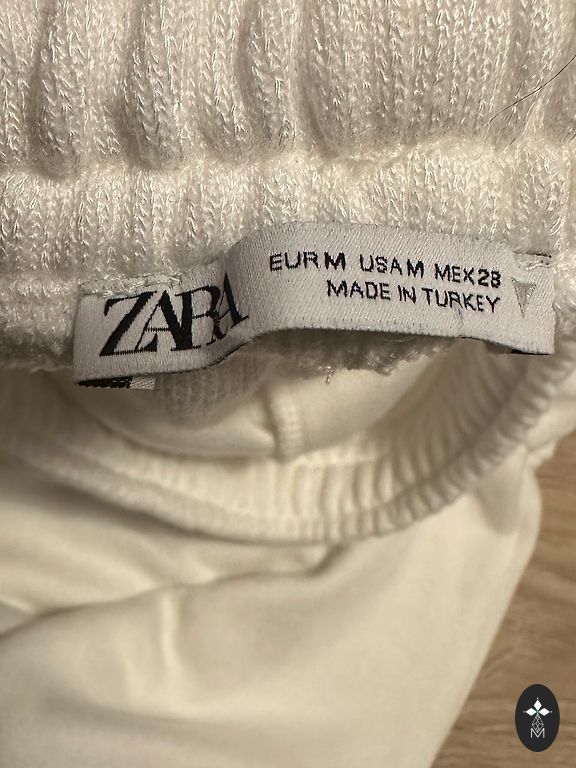 ZARA
EUR M USA M MEX 28
MADE IN TURKEY
M